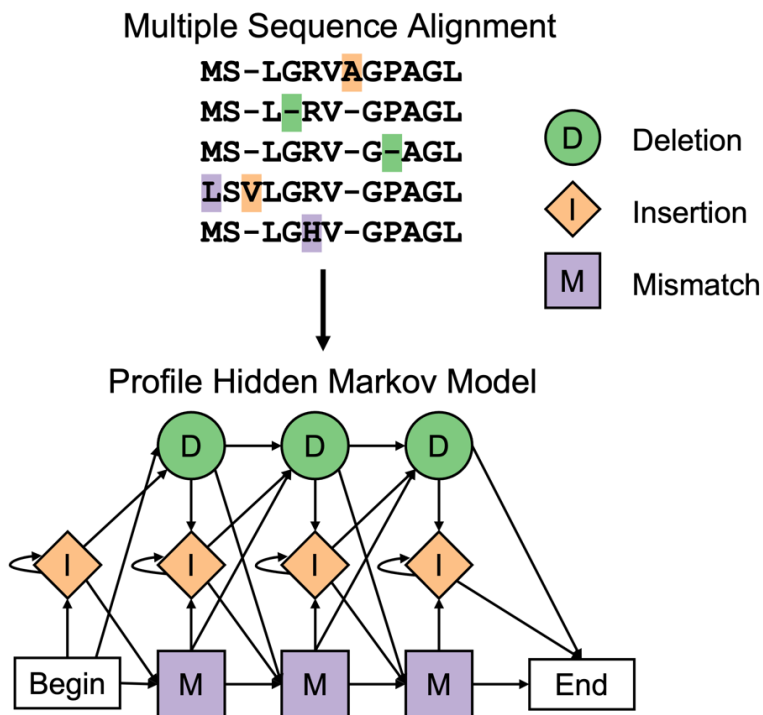 Multiple Sequence Alignment
MS-LGRVAGPAGL
MS-L-RV-GPAGL
MS-LGRV-G-AGL
LSVLGRV-GPAGL
MS-LGHV-GPAGL
D Deletion
I Insertion
M Mismatch
Profile Hidden Markov Model
D D D
I I I I
Begin M M M End